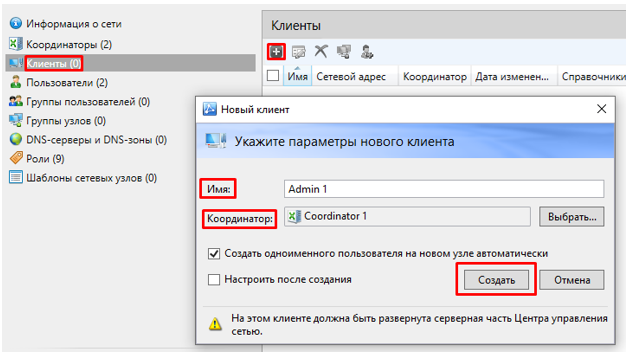 Информация о сети
Координаторы (2)
Клиенты (0)
Пользователи (2)
Группы пользователей (0)
Группы узлов (0)
DNS-серверы и DNS-зоны (0)
Роли (9)
Шаблоны сетевых узлов (0)
Клиенты
Имя Сетевой адрес Координатор Дата изменен... Справочники
Новый клиент
Укажите параметры нового клиента
Имя: Admin 1
Координатор: Coordinator 1 Выбрать...
Создать одноименного пользователя на новом узле автоматически
Настроить после создания Создать Отмена
На этом клиенте должна быть развернута серверная часть Центра управления
сетью.